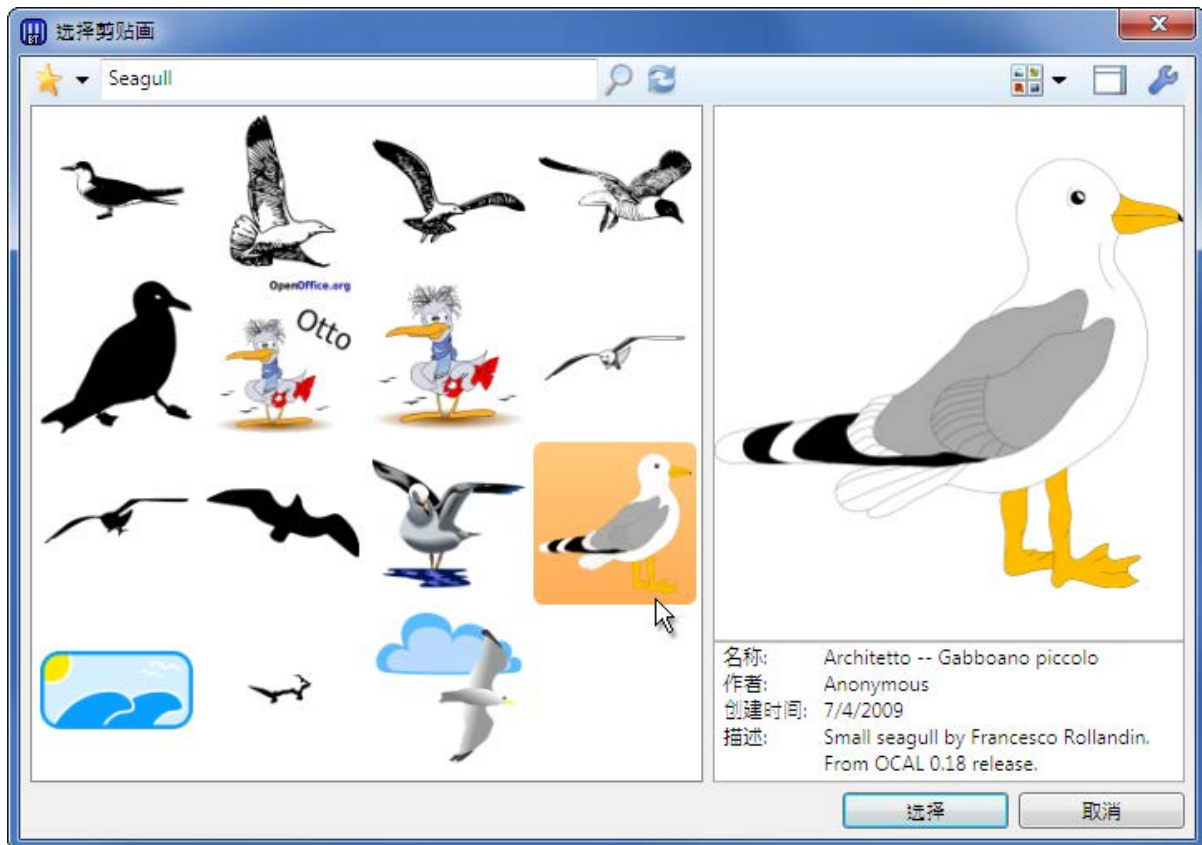 选择剪贴画
Seagull
OpenOffice.org
Otto
名称: Architetto -- Gabboano piccolo
作者: Anonymous
创建时间: 7/4/2009
描述: Small seagull by Francesco Rollandin.
From OCAL 0.18 release.
选择 取消
BT